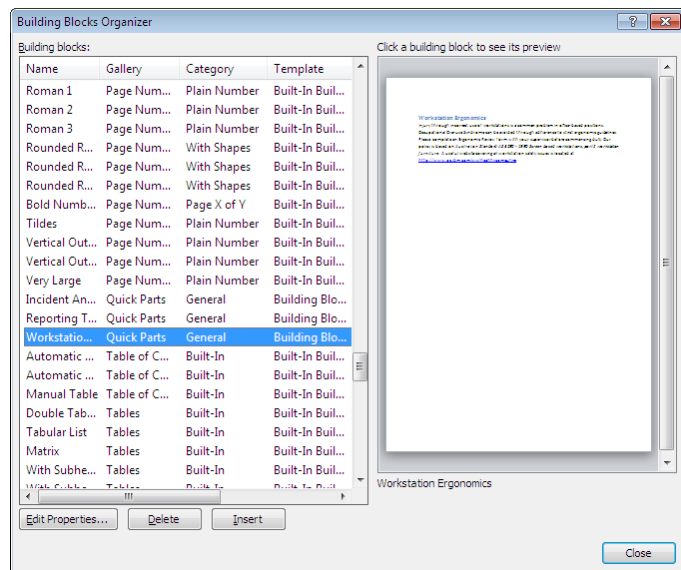 Building Blocks Organizer
Building blocks:
Click a building block to see its preview
Name Gallery Category Template
Roman 1 Page Num... Plain Number Built-In Buil...
Roman 2 Page Num... Plain Number Built-In Buil...
Roman 3 Page Num... Plain Number Built-In Buil...
Rounded R... Page Num... With Shapes Built-In Buil...
Rounded R... Page Num... With Shapes Built-In Buil...
Rounded R... Page Num... With Shapes Built-In Buil...
Bold Numb... Page Num... Page X of Y Built-In Buil...
Tildes Page Num... Plain Number Built-In Buil...
Vertical Out... Page Num... Plain Number Built-In Buil...
Vertical Out... Page Num... Plain Number Built-In Buil...
Very Large Page Num... Plain Number Built-In Buil...
Incident An... Quick Parts General Building Blo...
Reporting T... Quick Parts General Building Blo...
Workstatio... Quick Parts General Building Blo...
Automatic ... Table of C... Built-In Built-In Buil...
Automatic ... Table of C... Built-In Built-In Buil...
Manual Table Table of C... Built-In Built-In Buil...
Double Tab... Tables Built-In Built-In Buil...
Tabular List Tables Built-In Built-In Buil...
Matrix Tables Built-In Built-In Buil...
With Subhe... Tables Built-In Built-In Buil...
With Subhe... Tables Built-In Built-In Buil...
Workstation Ergonomics
Workstation Ergonomics
Edit Properties... Delete Insert
Close